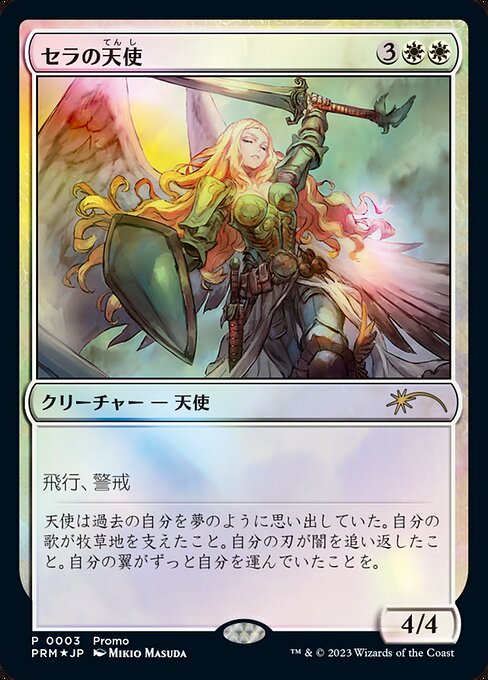 セラの天使
てんし
3
クリーチャー — 天使
飛行、警戒
天使は過去の自分を夢のように思い出していた。自分の
歌が牧草地を支えたこと。自分の刃が闇を追い返したこ
と。自分の翼がずっと自分を運んでいたことを。
4/4
P 0003 Promo
PRM★JP Mikio Masuda
™ & © 2023 Wizards of the Coast